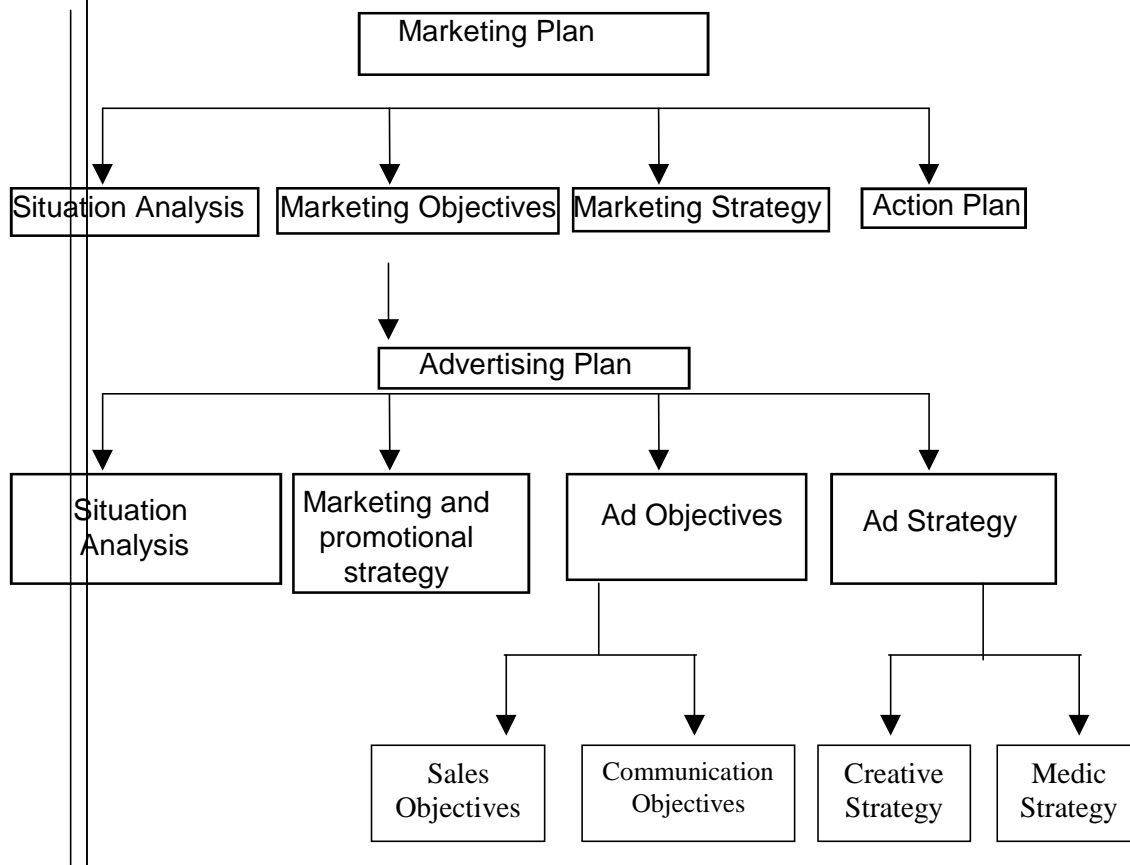 Marketing Plan
Situation Analysis
Marketing Objectives
Marketing Strategy
Action Plan
Advertising Plan
Situation
Analysis
Marketing and
promotional
strategy
Ad Objectives
Ad Strategy
Sales
Objectives
Communication
Objectives
Creative
Strategy
Medic
Strategy